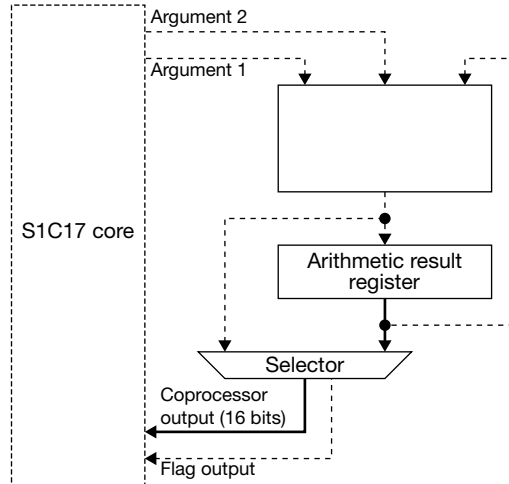 Argument 2
Argument 1
S1C17 core
Arithmetic result
register
Selector
Coprocessor
output (16 bits)
Flag output